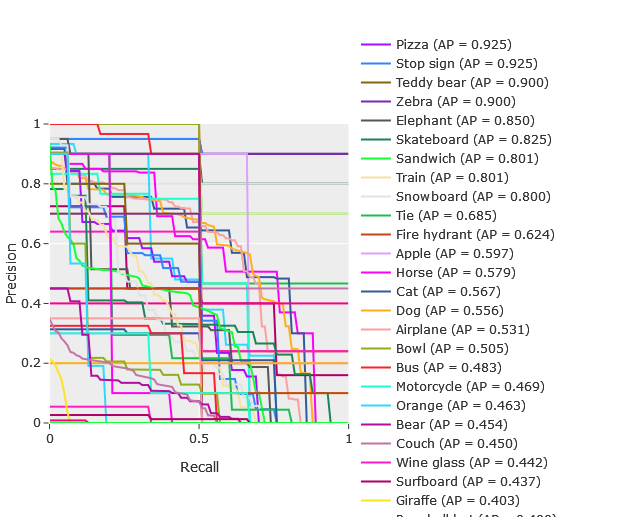 Pizza (AP = 0.925)
Stop sign (AP = 0.925)
Teddy bear (AP = 0.900)
Zebra (AP = 0.900)
Elephant (AP = 0.850)
Skateboard (AP = 0.825)
Sandwich (AP = 0.801)
Train (AP = 0.801)
Snowboard (AP = 0.800)
Tie (AP = 0.685)
Fire hydrant (AP = 0.624)
Apple (AP = 0.597)
Horse (AP = 0.579)
Cat (AP = 0.567)
Dog (AP = 0.556)
Airplane (AP = 0.531)
Bowl (AP = 0.505)
Bus (AP = 0.483)
Motorcycle (AP = 0.469)
Orange (AP = 0.463)
Bear (AP = 0.454)
Couch (AP = 0.450)
Wine glass (AP = 0.442)
Surfboard (AP = 0.437)
Giraffe (AP = 0.403)
1
0.8
0.6
0.4
0.2
0
Precision
0
0.5
1
Recall